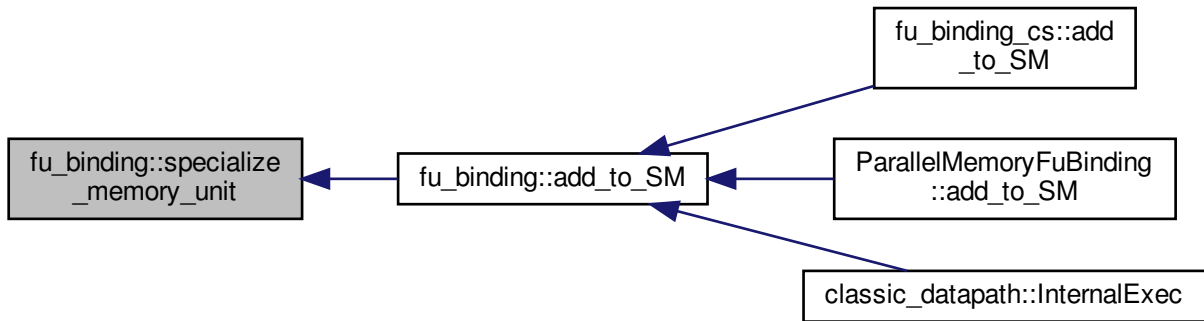 fu_binding::specialize
_memory_unit
fu_binding::add_to_SM
fu_binding_cs::add
_to_SM
ParallelMemoryFuBinding
::add_to_SM
classic_datapath::InternalExec